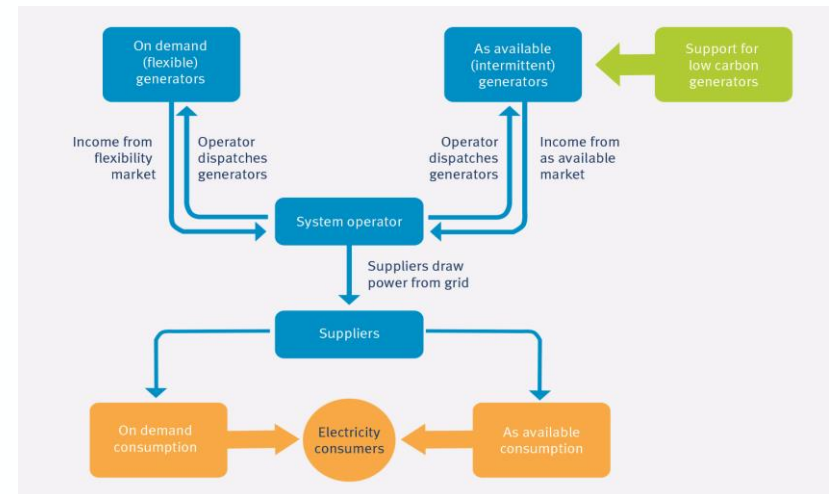 On demand
(flexible)
generators
As available
(intermittent)
generators
Support for
low carbon
generators
Income from
flexibility
market
Operator
dispatches
generators
Operator
dispatches
generators
Income from
as available
market
System operator
Suppliers draw
power from grid
Suppliers
On demand
consumption
Electricity
consumers
As available
consumption